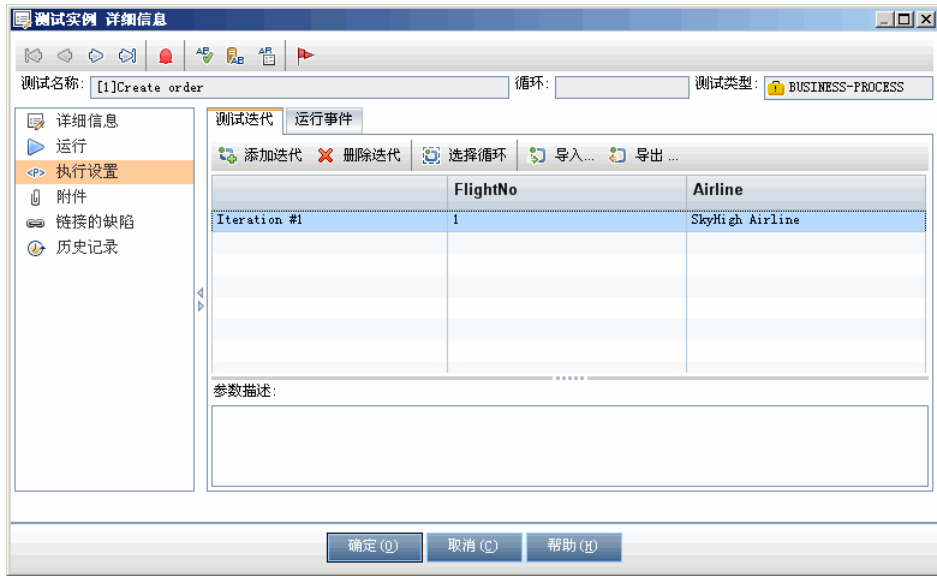 测试实例 详细信息
测试名称: [1]Create order 循环: 测试类型: BUSINESS-PROCESS
详细信息
运行
执行设置
附件
链接的缺陷
历史记录
测试迭代 运行事件
添加迭代 删除迭代 选择循环 导入... 导出 ...
FlightNo Airline
Iteration #1 1 SkyHigh Airline
参数描述:
确定(O) 取消(C) 帮助(H)